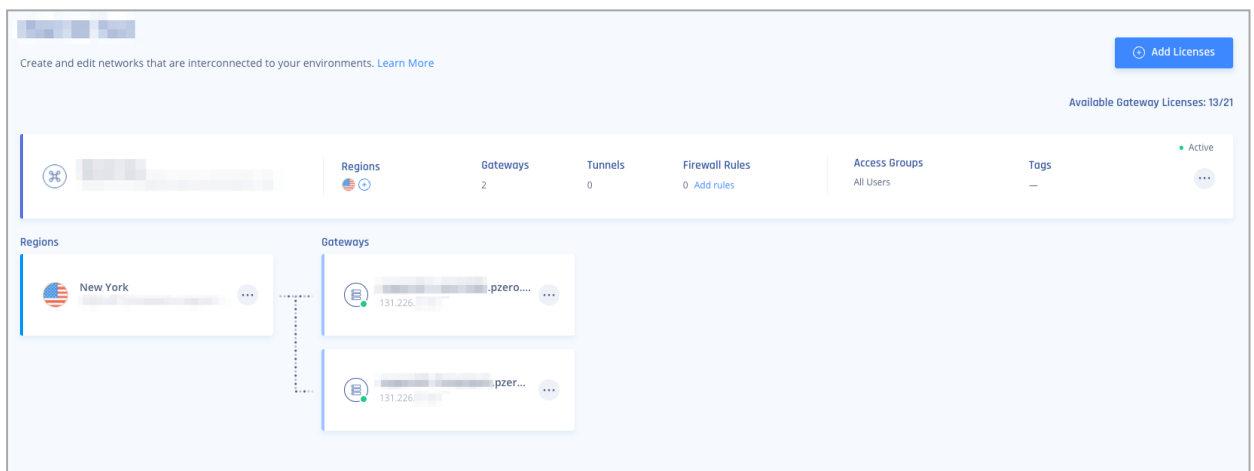 Create and edit networks that are interconnected to your environments. Learn More
Add Licenses
Available Gateway Licenses: 13/21
Active
Regions
Gateways
2
Tunnels
0
Firewall Rules
0 Add rules
Access Groups
All Users
Tags
—
Regions
New York
Gateways
.pzero....
131.226.
.pzer...
131.226.